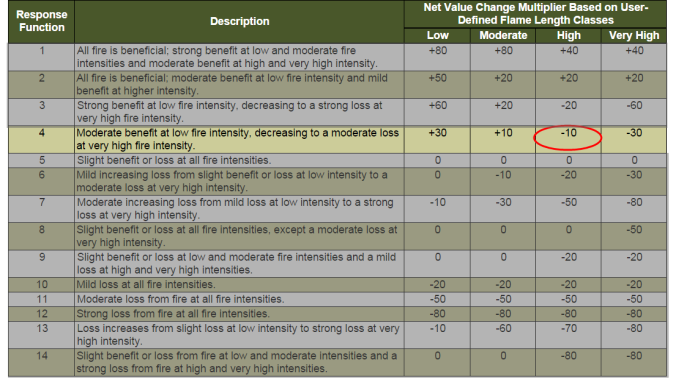 Response Function Description Net Value Change Multiplier Based on User-Defined Flame Length Classes
Low Moderate High Very High
1 All fire is beneficial; strong benefit at low and moderate fire +80 +80 +40 +40
intensities and moderate benefit at high and very high intensity.
2 All fire is beneficial; moderate benefit at low fire intensity and mild +50 +20 +20 +20
benefit at higher intensity.
3 Strong benefit at low fire intensity, decreasing to a strong loss at +60 +20 -20 -60
very high fire intensity.
4 Moderate benefit at low fire intensity, decreasing to a moderate loss +30 +10 -10 -30
at very high fire intensity.
5 Slight benefit or loss at all fire intensities. 0 0 0 0
6 Mild increasing loss from slight benefit or loss at low intensity to a 0 -10 -20 -30
moderate loss at very high intensity.
7 Moderate increasing loss from mild loss at low intensity to a strong -10 -30 -50 -80
loss at very high intensity.
8 Slight benefit or loss at all fire intensities, except a moderate loss at 0 0 0 -50
very high intensity.
9 Slight benefit or loss at low and moderate fire intensities and a mild 0 0 -20 -20
loss at high and very high intensities.
10 Mild loss at all fire intensities. -20 -20 -20 -20
11 Moderate loss from fire at all fire intensities. -50 -50 -50 -50
12 Strong loss from fire at all fire intensities. -80 -80 -80 -80
13 Loss increases from slight loss at low intensity to strong loss at very -10 -60 -70 -80
high intensity.
14 Slight benefit or loss from fire at low and moderate intensities and a 0 0 -80 -80
strong loss from fire at high and very high intensities.